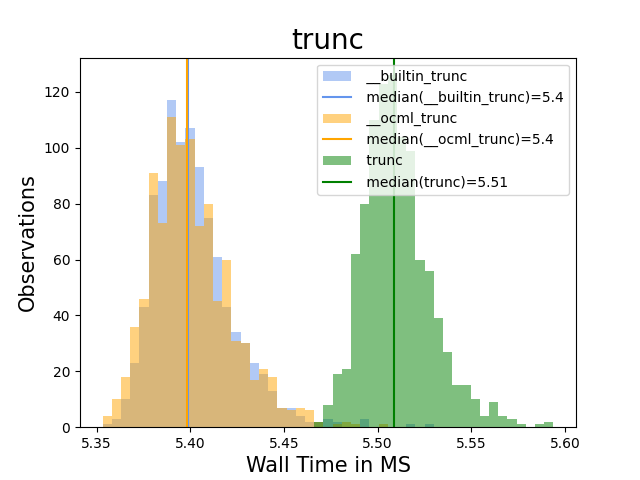 trunc
__builtin_trunc
median(__builtin_trunc)=5.4
__ocml_trunc
median(__ocml_trunc)=5.4
trunc
median(trunc)=5.51
120
100
80
60
40
20
0
Observations
5.35 5.40 5.45 5.50 5.55 5.60
Wall Time in MS